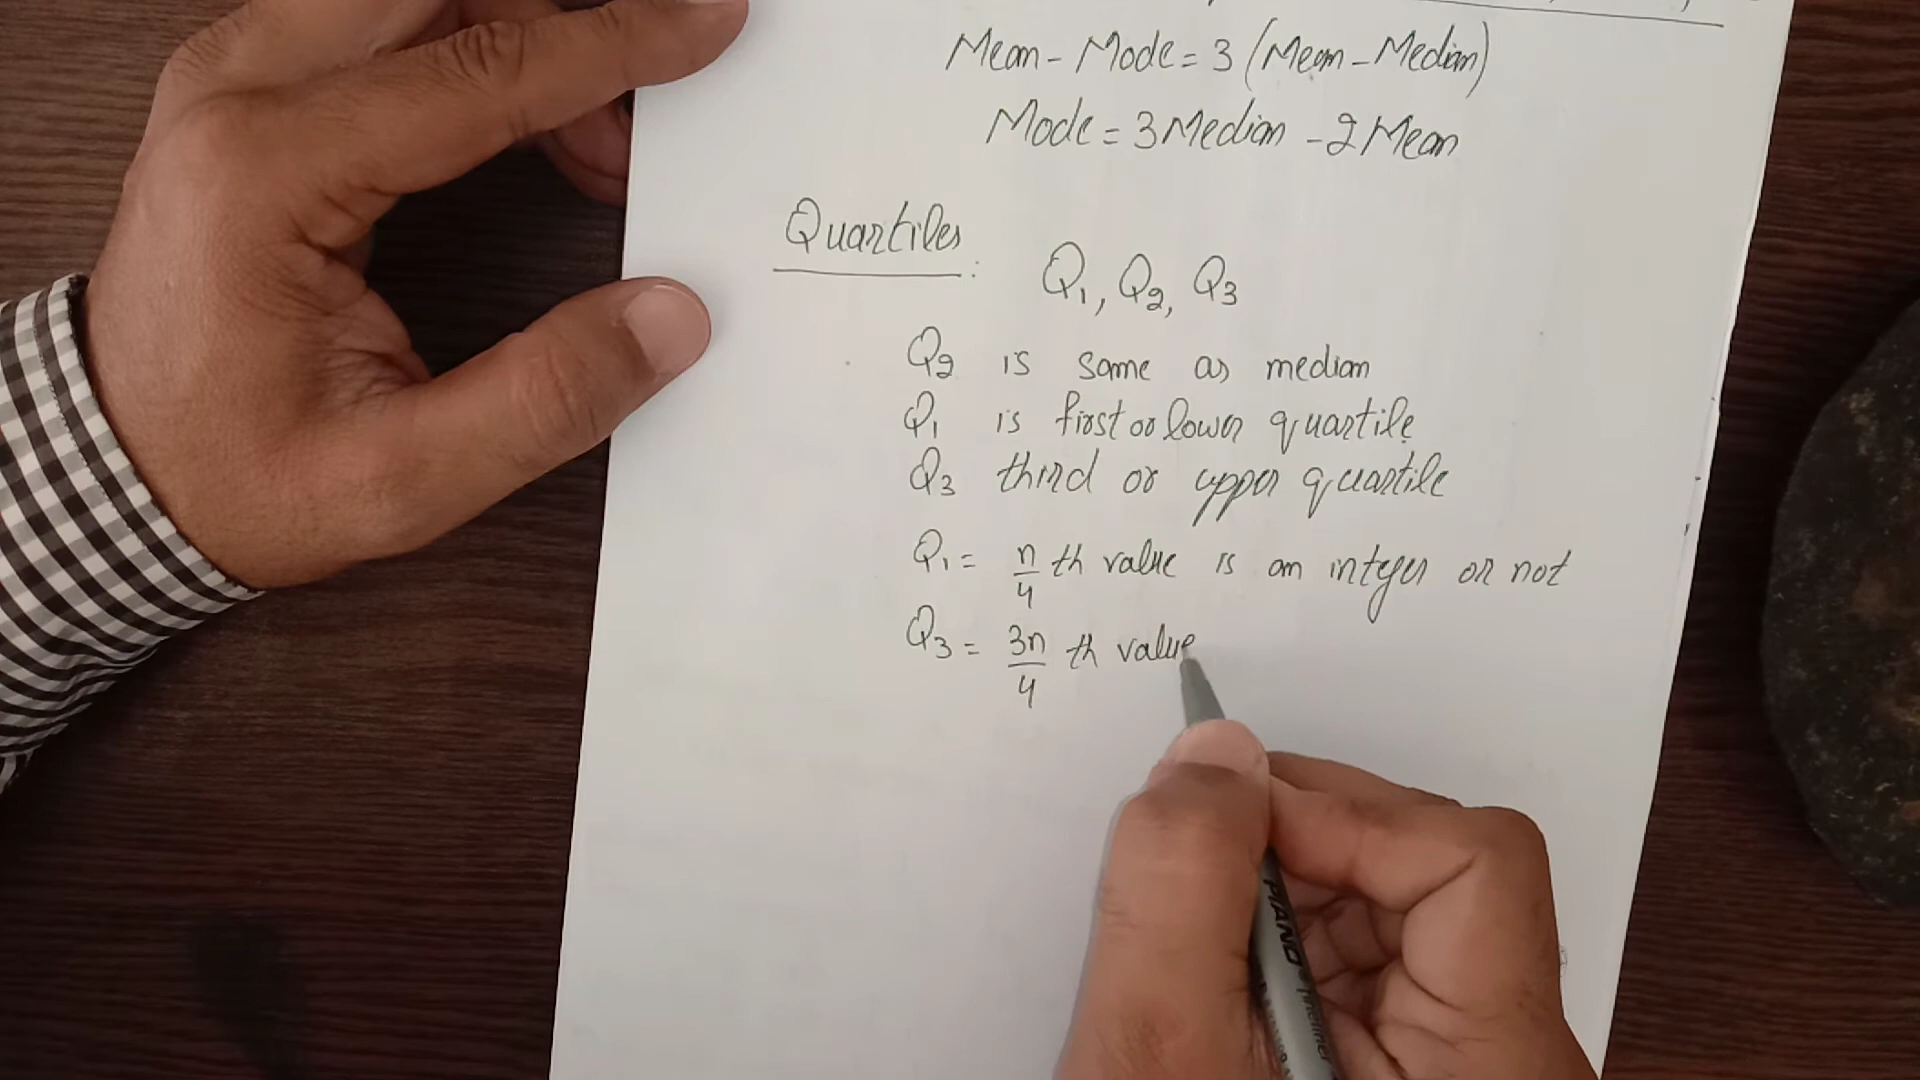 Mean - Mode = 3 (Mean - Median)
Mode = 3 Median - 2 Mean
Quartiles :
Q1, Q2, Q3
Q2 is same as median
Q1 is first or lower quartile
Q3 third or upper quartile
Q1 = n/4 th value is an integer or not
Q3 = 3n/4 th value
PIANO fineliner